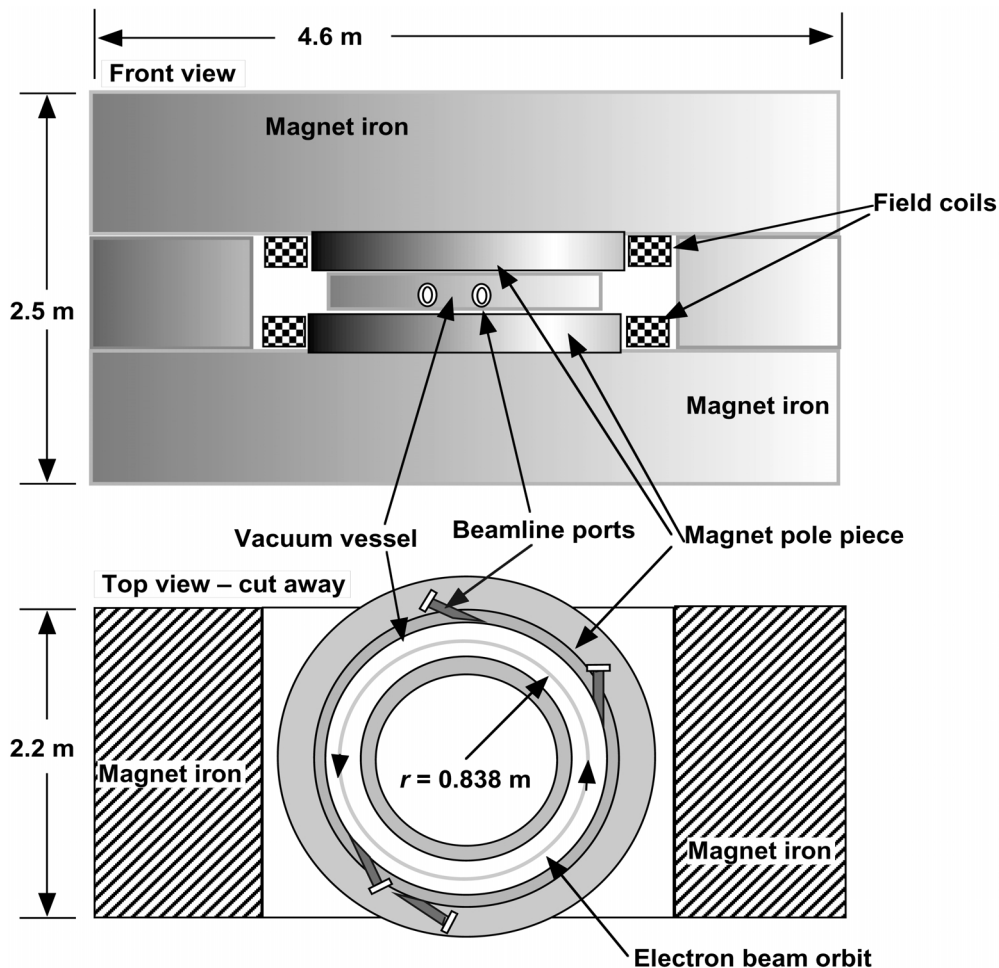 4.6 m
Front view
Magnet iron
Field coils
2.5 m
Magnet iron
Vacuum vessel
Beamline ports
Magnet pole piece
Top view – cut away
2.2 m
Magnet iron
r = 0.838 m
Magnet iron
Electron beam orbit